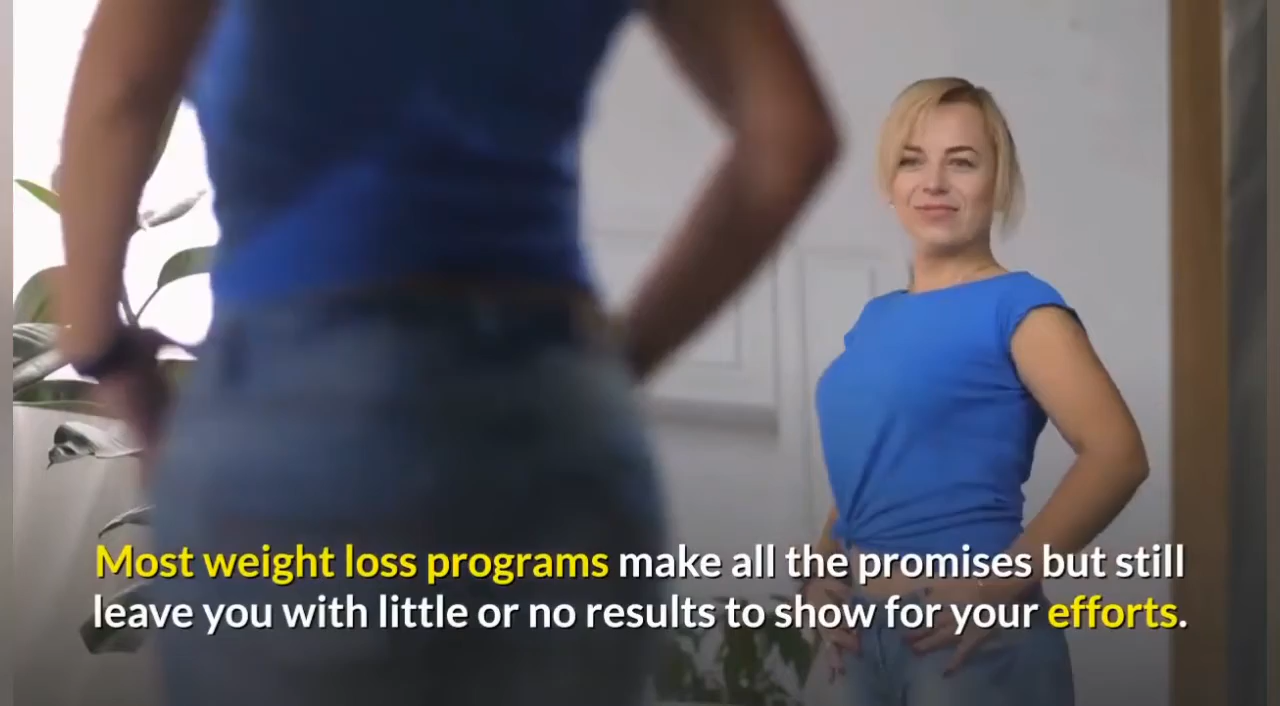 Most weight loss programs make all the promises but still
leave you with little or no results to show for your efforts.